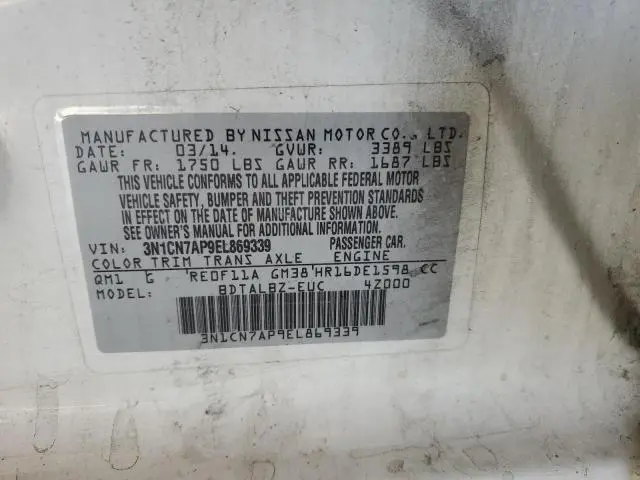 MANUFACTURED BY NISSAN MOTOR CO., LTD.
DATE: 03/14. GVWR: 3389 LBS
GAWR FR: 1750 LBS GAWR RR: 1687 LBS
THIS VEHICLE CONFORMS TO ALL APPLICABLE FEDERAL MOTOR
VEHICLE SAFETY, BUMPER AND THEFT PREVENTION STANDARDS
IN EFFECT ON THE DATE OF MANUFACTURE SHOWN ABOVE.
SEE OWNER'S MANUAL FOR ADDITIONAL INFORMATION.
VIN: 3N1CN7AP9EL869339 PASSENGER CAR.
COLOR TRIM TRANS AXLE ENGINE
QM1 G RE0F11A GM38 HR16DE1598 CC
MODEL: BDTALBZ-EUC 4Z000
3N1CN7AP9EL869339